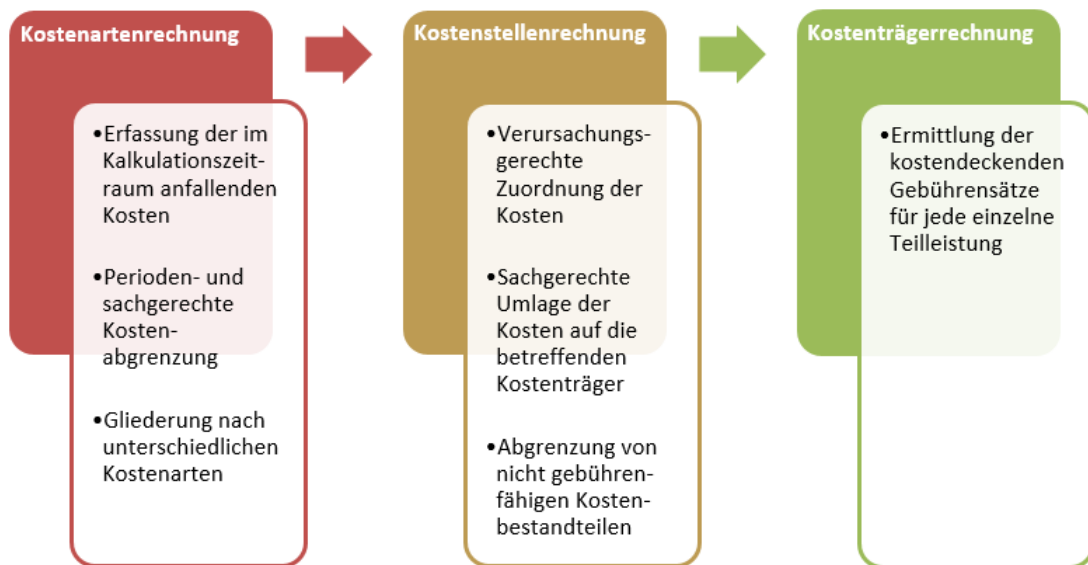 Kostenartenrechnung
•Erfassung der im
Kalkulationszeit-
raum anfallenden
Kosten
•Perioden- und
sachgerechte
Kosten-
abgrenzung
•Gliederung nach
unterschiedlichen
Kostenarten
Kostenstellenrechnung
•Verursachungs-
gerechte
Zuordnung der
Kosten
•Sachgerechte
Umlage der
Kosten auf die
betreffenden
Kostenträger
•Abgrenzung von
nicht gebühren-
fähigen Kosten-
bestandteilen
Kostenträgerrechnung
•Ermittlung der
kostendeckenden
Gebührensätze
für jede einzelne
Teilleistung